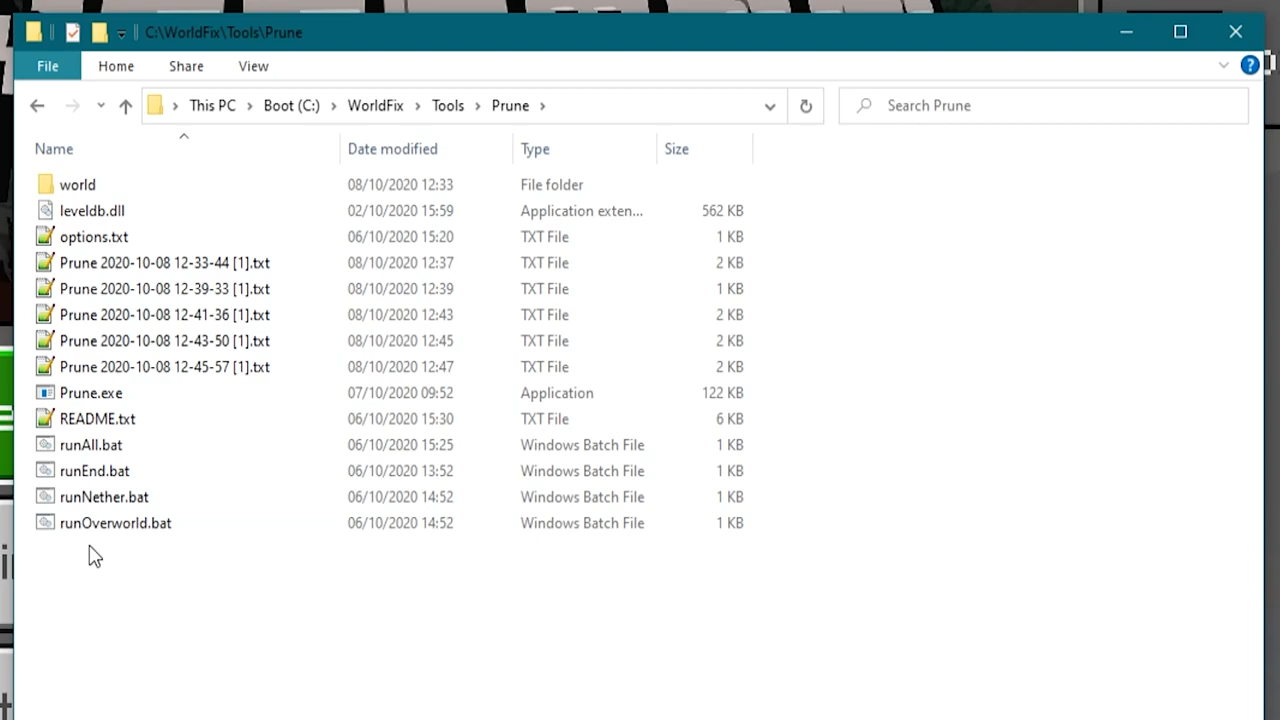 C:\WorldFix\Tools\Prune
File Home Share View
This PC Boot (C:) WorldFix Tools Prune Search Prune
Name Date modified Type Size
world 08/10/2020 12:33 File folder
leveldb.dll 02/10/2020 15:59 Application exten... 562 KB
options.txt 06/10/2020 15:20 TXT File 1 KB
Prune 2020-10-08 12-33-44 [1].txt 08/10/2020 12:37 TXT File 2 KB
Prune 2020-10-08 12-39-33 [1].txt 08/10/2020 12:39 TXT File 1 KB
Prune 2020-10-08 12-41-36 [1].txt 08/10/2020 12:43 TXT File 2 KB
Prune 2020-10-08 12-43-50 [1].txt 08/10/2020 12:45 TXT File 2 KB
Prune 2020-10-08 12-45-57 [1].txt 08/10/2020 12:47 TXT File 2 KB
Prune.exe 07/10/2020 09:52 Application 122 KB
README.txt 06/10/2020 15:30 TXT File 6 KB
runAll.bat 06/10/2020 15:25 Windows Batch File 1 KB
runEnd.bat 06/10/2020 13:52 Windows Batch File 1 KB
runNether.bat 06/10/2020 14:52 Windows Batch File 1 KB
runOverworld.bat 06/10/2020 14:52 Windows Batch File 1 KB